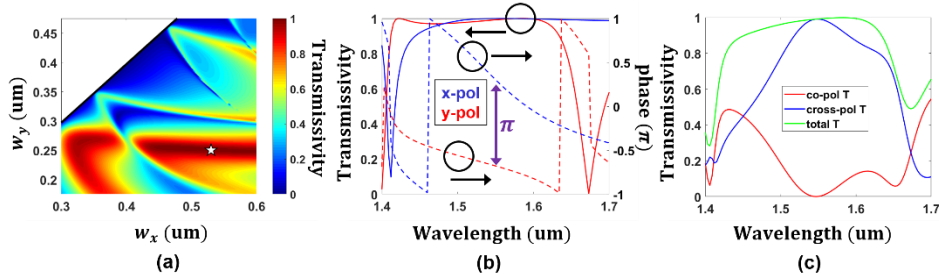 0.45
0.4
0.35
0.3
0.25
0.2
w_y (um)
0.3
0.4
0.5
0.6
w_x (um)
1
0.8
0.6
0.4
0.2
0
Transmissivity
(a)
1
0.8
0.6
0.4
0.2
0
Transmissivity
x-pol
y-pol
π
1
0.5
0
-0.5
-1
phase (π)
1.4
1.5
1.6
1.7
Wavelength (um)
(b)
1
0.8
0.6
0.4
0.2
0
Transmissivity
co-pol T
cross-pol T
total T
1.4
1.5
1.6
1.7
Wavelength (um)
(c)